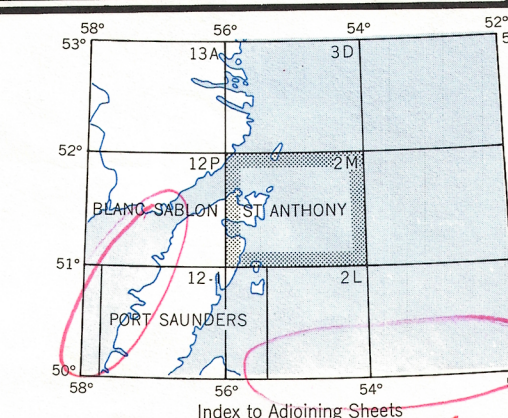 58° 56° 54° 52°
53° 13A 3D
52° 12P 2M
BLANC SABLON ST ANTHONY
51° 12-I 2L
PORT SAUNDERS
50°
58° 56° 54°
Index to Adjoining Sheets